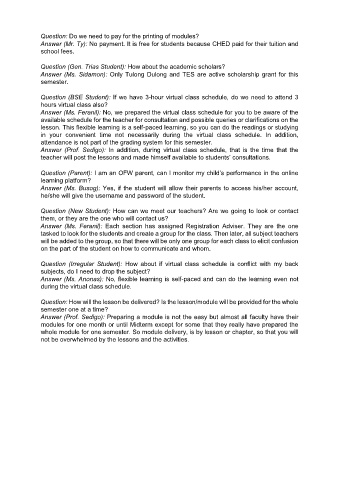 Question: Do we need to pay for the printing of modules?
Answer (Mr. Ty): No payment. It is free for students because CHED paid for their tuition and
school fees.
Question (Gen. Trias Student): How about the academic scholars?
Answer (Ms. Sidamon): Only Tulong Dulong and TES are active scholarship grant for this
semester.
Question (BSE Student): If we have 3-hour virtual class schedule, do we need to attend 3
hours virtual class also?
Answer (Ms. Feranil): No, we prepared the virtual class schedule for you to be aware of the
available schedule for the teacher for consultation and possible queries or clarifications on the
lesson. This flexible learning is a self-paced learning, so you can do the readings or studying
in your convenient time not necessarily during the virtual class schedule. In addition,
attendance is not part of the grading system for this semester.
Answer (Prof. Sedigo): In addition, during virtual class schedule, that is the time that the
teacher will post the lessons and made himself available to students' consultations.
Question (Parent): I am an OFW parent, can I monitor my child's performance in the online
learning platform?
Answer (Ms. Busog): Yes, if the student will allow their parents to access his/her account,
he/she will give the username and password of the student.
Question (New Student): How can we meet our teachers? Are we going to look or contact
them, or they are the one who will contact us?
Answer (Ms. Feranil): Each section has assigned Registration Adviser. They are the one
tasked to look for the students and create a group for the class. Then later, all subject teachers
will be added to the group, so that there will be only one group for each class to elicit confusion
on the part of the student on how to communicate and whom.
Question (Irregular Student): How about if virtual class schedule is conflict with my back
subjects, do I need to drop the subject?
Answer (Ms. Anonas): No, flexible learning is self-paced and can do the learning even not
during the virtual class schedule.
Question: How will the lesson be delivered? Is the lesson/module will be provided for the whole
semester one at a time?
Answer (Prof. Sedigo): Preparing a module is not the easy but almost all faculty have their
modules for one month or until Midterm except for some that they really have prepared the
whole module for one semester. So module delivery, is by lesson or chapter, so that you will
not be overwhelmed by the lessons and the activities.